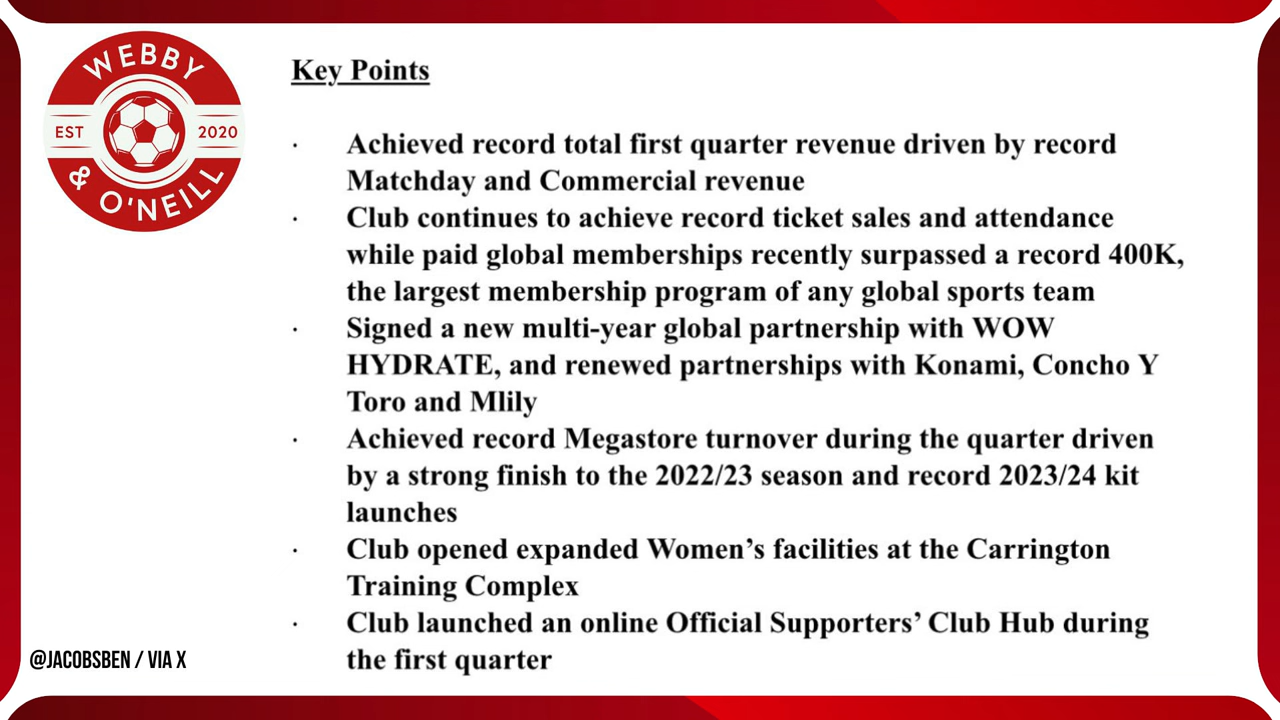 WEBBY
EST
2020
& O'NEILL
Key Points
· Achieved record total first quarter revenue driven by record
Matchday and Commercial revenue
· Club continues to achieve record ticket sales and attendance
while paid global memberships recently surpassed a record 400K,
the largest membership program of any global sports team
· Signed a new multi-year global partnership with WOW
HYDRATE, and renewed partnerships with Konami, Concho Y
Toro and Mlily
· Achieved record Megastore turnover during the quarter driven
by a strong finish to the 2022/23 season and record 2023/24 kit
launches
· Club opened expanded Women’s facilities at the Carrington
Training Complex
· Club launched an online Official Supporters’ Club Hub during
the first quarter
@JACOBSBEN / VIA X